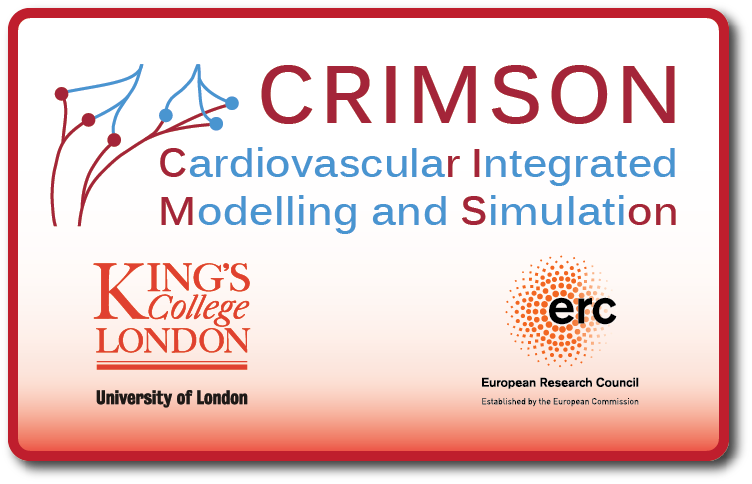 CRIMSON
Cardiovascular Integrated
Modelling and Simulation
KING'S
College
LONDON
University of London
erc
European Research Council
Established by the European Commission